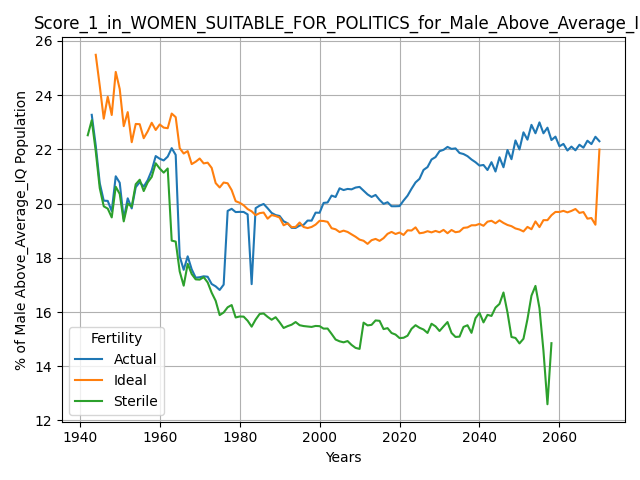 Score_1_in_WOMEN_SUITABLE_FOR_POLITICS_for_Male_Above_Average_I
26
24
22
20
18
16
14
12
% of Male Above_Average_IQ Population
Fertility
Actual
Ideal
Sterile
1940 1960 1980 2000 2020 2040 2060
Years